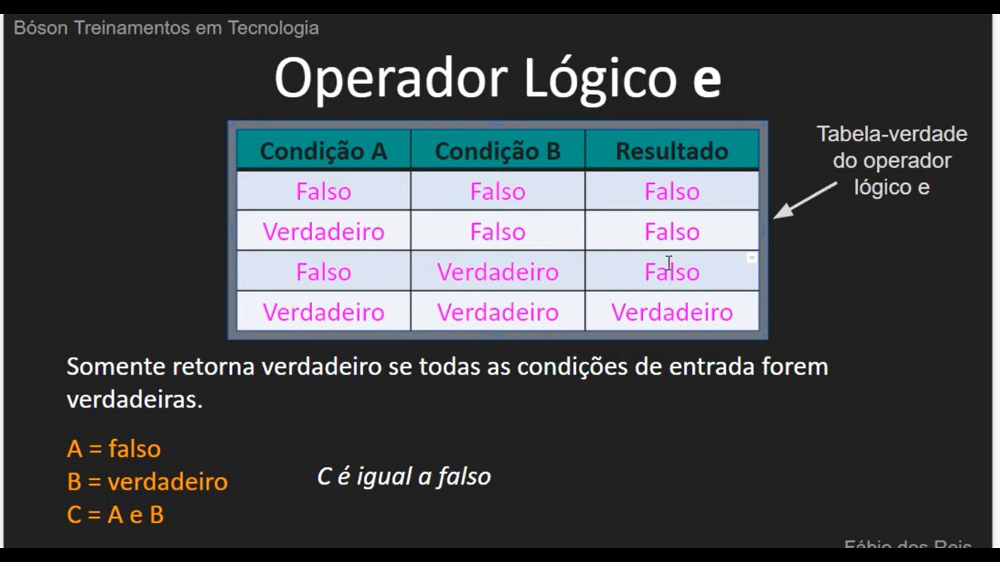 Bóson Treinamentos em Tecnologia
Operador Lógico e
Condição A Condição B Resultado
Falso Falso Falso
Verdadeiro Falso Falso
Falso Verdadeiro Falso
Verdadeiro Verdadeiro Verdadeiro
Tabela-verdade
do operador
lógico e
Somente retorna verdadeiro se todas as condições de entrada forem
verdadeiras.
A = falso
B = verdadeiro
C = A e B
C é igual a falso
Fábio dos Reis